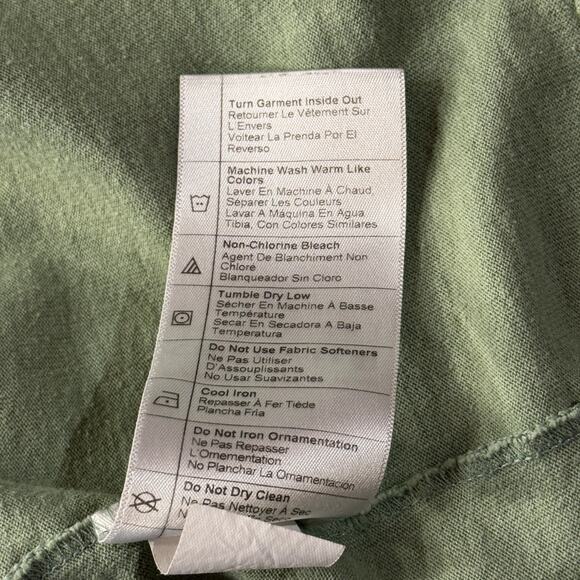 Turn Garment Inside Out
Retourner Le Vêtement Sur
L'Envers
Voltear La Prenda Por El
Reverso
Machine Wash Warm Like
Colors
Laver En Machine À Chaud,
Séparer Les Couleurs
Lavar A Máquina En Agua
Tibia, Con Colores Similares
Non-Chlorine Bleach
Agent De Blanchiment Non
Chloré
Blanqueador Sin Cloro
Tumble Dry Low
Sécher En Machine À Basse
Température
Secar En Secadora A Baja
Temperatura
Do Not Use Fabric Softeners
Ne Pas Utiliser
D'Assouplissants
No Usar Suavizantes
Cool Iron
Repasser À Fer Tiède
Plancha Fría
Do Not Iron Ornamentation
Ne Pas Repasser
L'Ornementation
No Planchar La Ornamentación
Do Not Dry Clean
Ne Pas Nettoyer À Sec